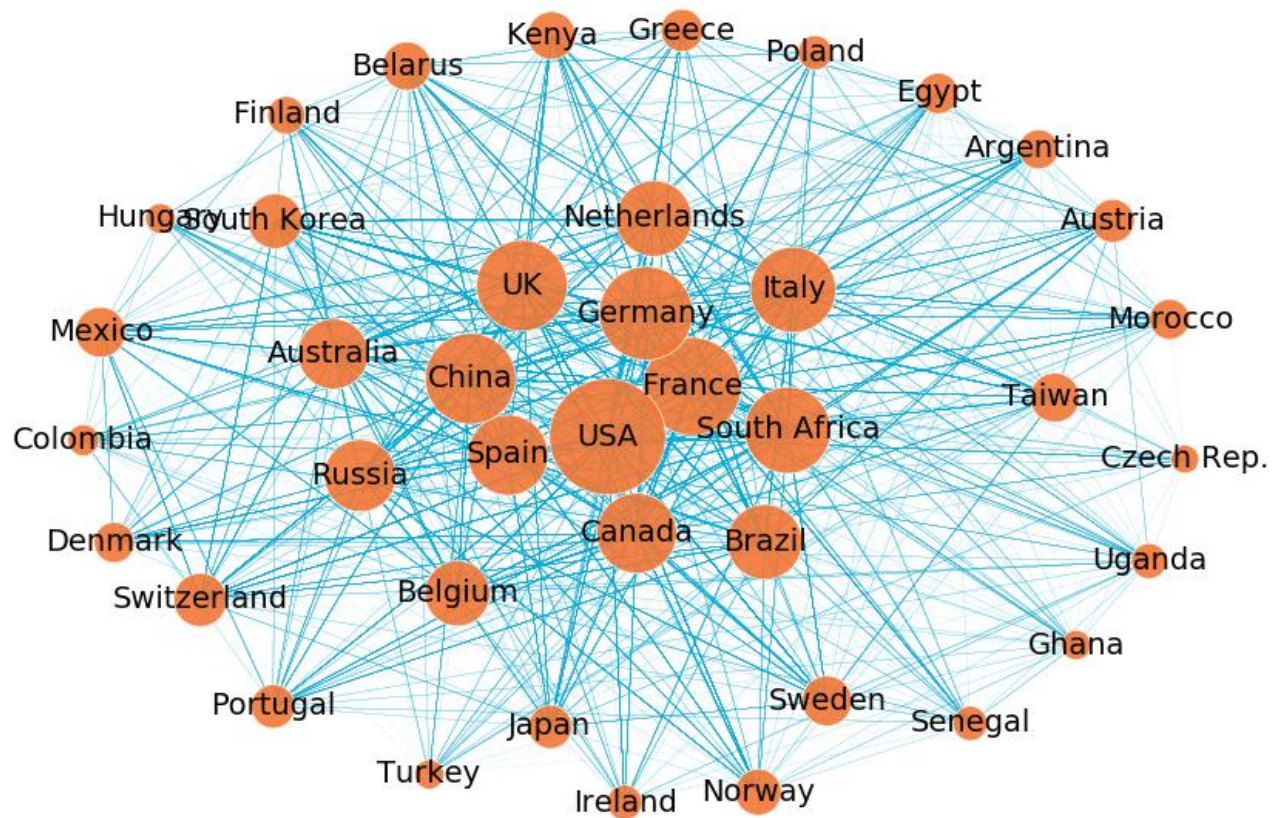 Kenya
Greece
Poland
Belarus
Egypt
Finland
Argentina
Hungary
South Korea
Netherlands
Austria
UK
Germany
Italy
Mexico
Morocco
Australia
China
France
Taiwan
Colombia
USA
South Africa
Spain
Czech Rep.
Russia
Denmark
Canada
Brazil
Uganda
Switzerland
Belgium
Ghana
Portugal
Sweden
Japan
Senegal
Turkey
Ireland
Norway